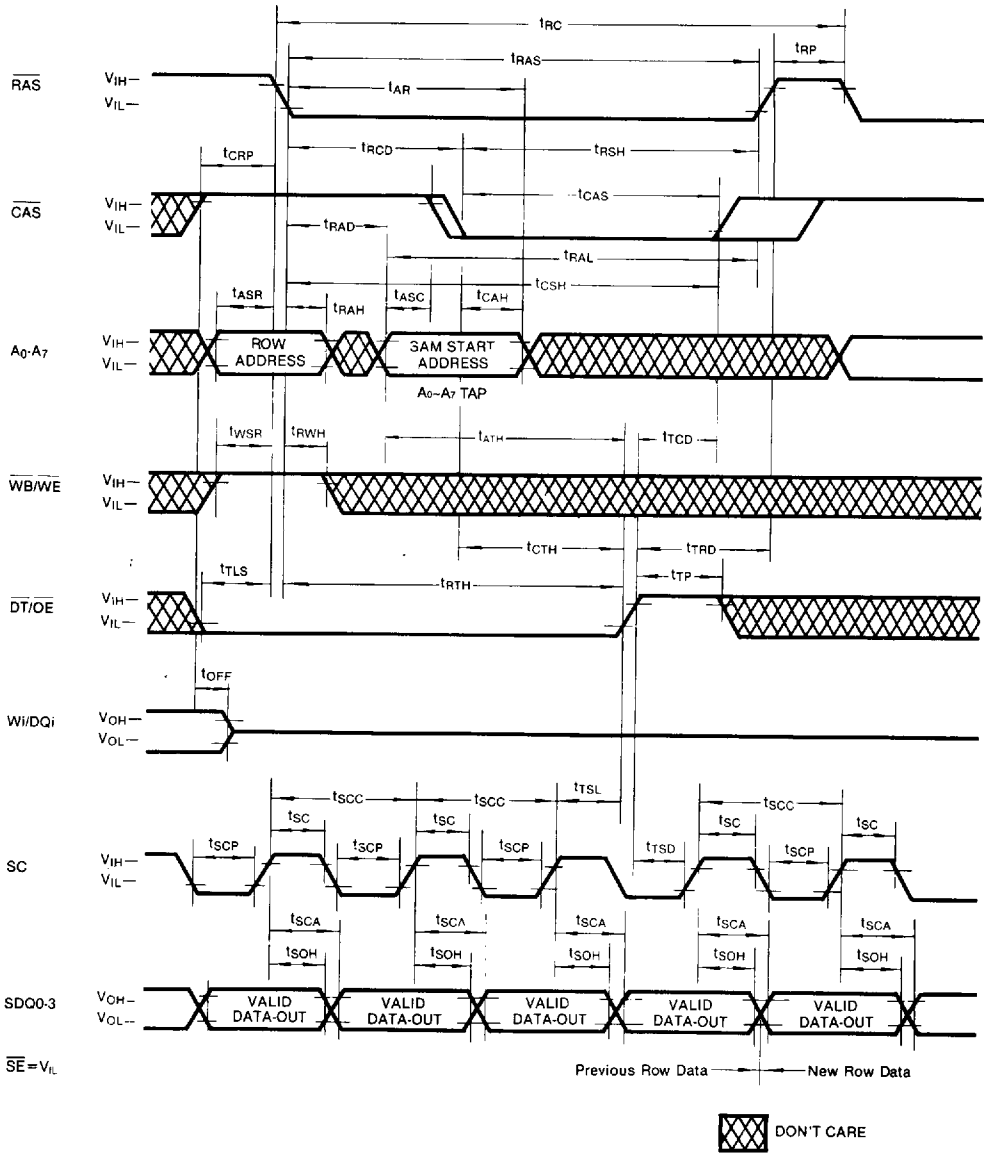 tRC
tRP
tRAS
RAS
VIH—
VIL—
tAR
tRCD
tRSH
tCRP
tCAS
CAS
VIH—
VIL—
tRAD
tRAL
tCSH
tASR
tRAH
tASC
tCAH
A0-A7
VIH—
VIL—
ROW
ADDRESS
SAM START
ADDRESS
A0~A7 TAP
tWSR
tRWH
tATH
tTCD
WB/WE
VIH—
VIL—
tCTH
tTRD
tTLS
tRTH
tTP
DT/OE
VIH—
VIL—
tOFF
Wi/DQi
VOH—
VOL—
tSCC
tSCC
tTSL
tSCC
tSC
tSC
tSC
tSC
tSCP
tSCP
tSCP
tTSD
tSCP
SC
VIH—
VIL—
tSCA
tSCA
tSCA
tSCA
tSCA
tSOH
tSOH
tSOH
tSOH
tSOH
SDQ0-3
VOH—
VOL—
VALID
DATA-OUT
VALID
DATA-OUT
VALID
DATA-OUT
VALID
DATA-OUT
VALID
DATA-OUT
SE=VIL
Previous Row Data
New Row Data
DON'T CARE